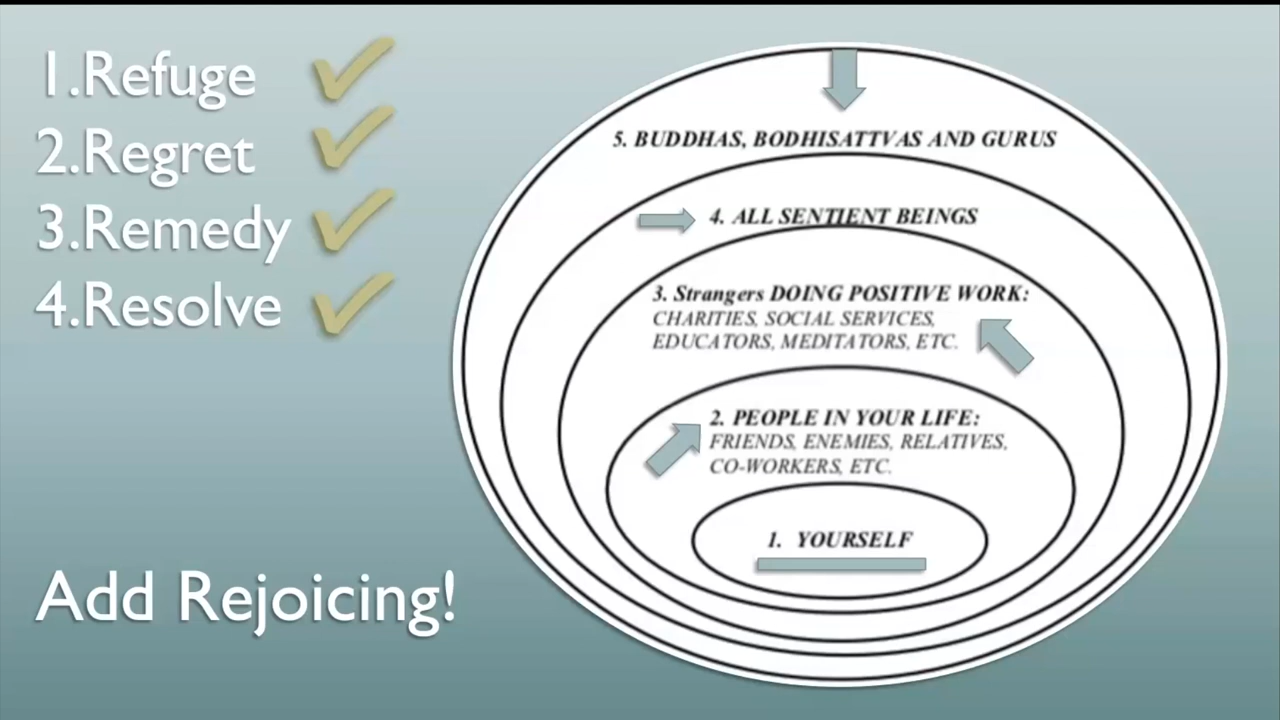 1.Refuge
2.Regret
3.Remedy
4.Resolve
Add Rejoicing!
5. BUDDHAS, BODHISATTVAS AND GURUS
4. ALL SENTIENT BEINGS
3. Strangers DOING POSITIVE WORK:
CHARITIES, SOCIAL SERVICES,
EDUCATORS, MEDITATORS, ETC.
2. PEOPLE IN YOUR LIFE:
FRIENDS, ENEMIES, RELATIVES,
CO-WORKERS, ETC.
1. YOURSELF